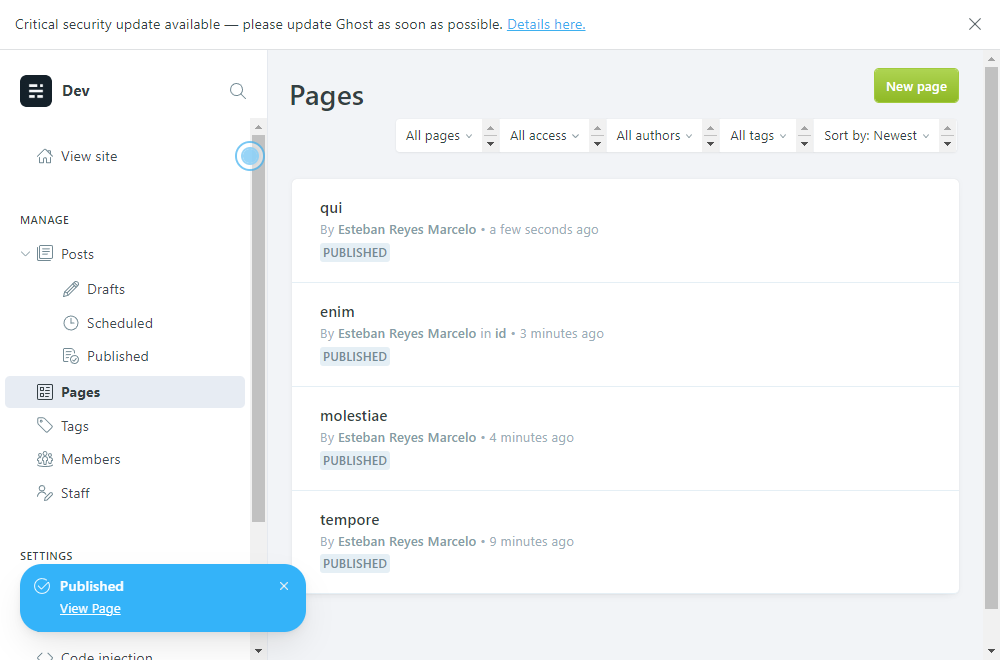 Critical security update available — please update Ghost as soon as possible. Details here.
Dev
View site
MANAGE
Posts
Drafts
Scheduled
Published
Pages
Tags
Members
Staff
SETTINGS
Code injection
Published
View Page
Pages
New page
All pages
All access
All authors
All tags
Sort by: Newest
qui
By Esteban Reyes Marcelo • a few seconds ago
PUBLISHED
enim
By Esteban Reyes Marcelo in id • 3 minutes ago
PUBLISHED
molestiae
By Esteban Reyes Marcelo • 4 minutes ago
PUBLISHED
tempore
By Esteban Reyes Marcelo • 9 minutes ago
PUBLISHED